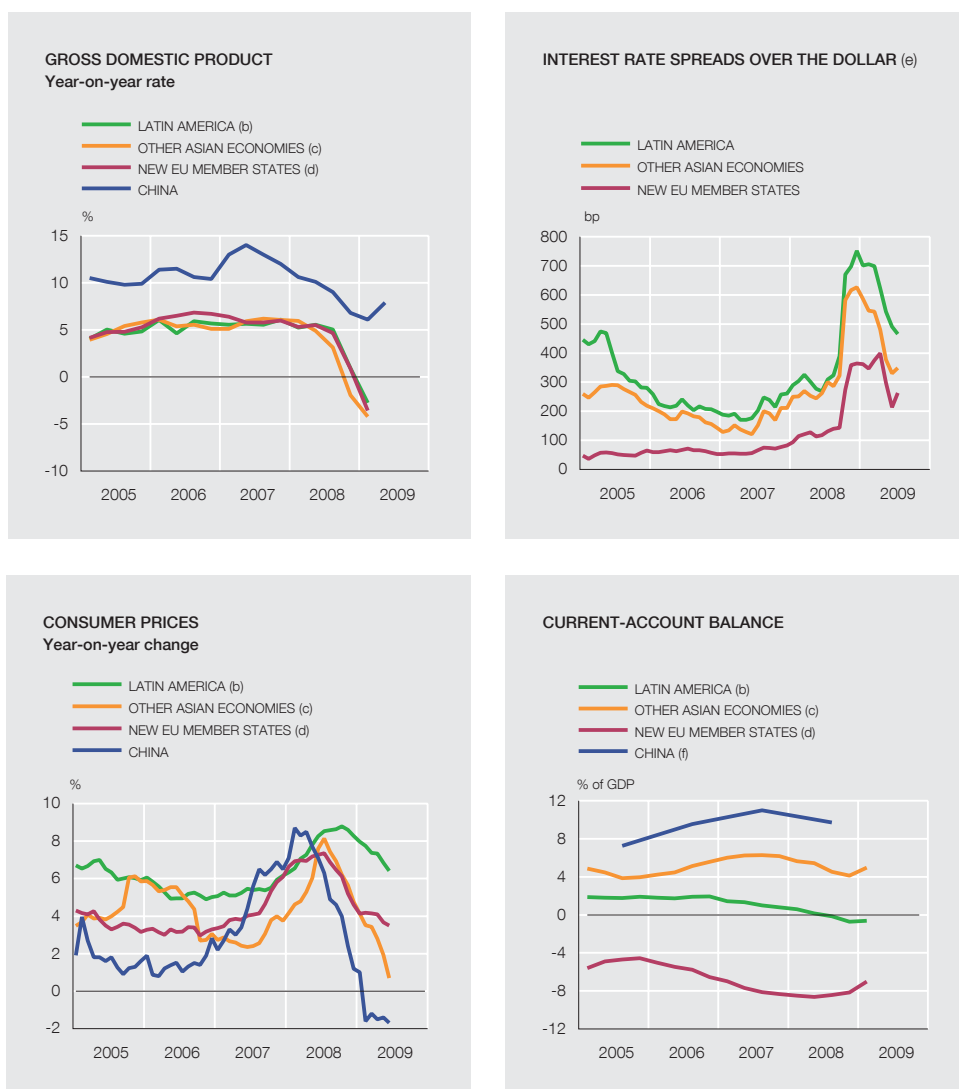 GROSS DOMESTIC PRODUCT
Year-on-year rate
LATIN AMERICA (b)
OTHER ASIAN ECONOMIES (c)
NEW EU MEMBER STATES (d)
CHINA
%
15
10
5
0
-5
-10
2005 2006 2007 2008 2009
INTEREST RATE SPREADS OVER THE DOLLAR (e)
LATIN AMERICA
OTHER ASIAN ECONOMIES
NEW EU MEMBER STATES
bp
800
700
600
500
400
300
200
100
0
2005 2006 2007 2008 2009
CONSUMER PRICES
Year-on-year change
LATIN AMERICA (b)
OTHER ASIAN ECONOMIES (c)
NEW EU MEMBER STATES (d)
CHINA
%
10
8
6
4
2
0
-2
2005 2006 2007 2008 2009
CURRENT-ACCOUNT BALANCE
LATIN AMERICA (b)
OTHER ASIAN ECONOMIES (c)
NEW EU MEMBER STATES (d)
CHINA (f)
% of GDP
12
8
4
0
-4
-8
-12
2005 2006 2007 2008 2009